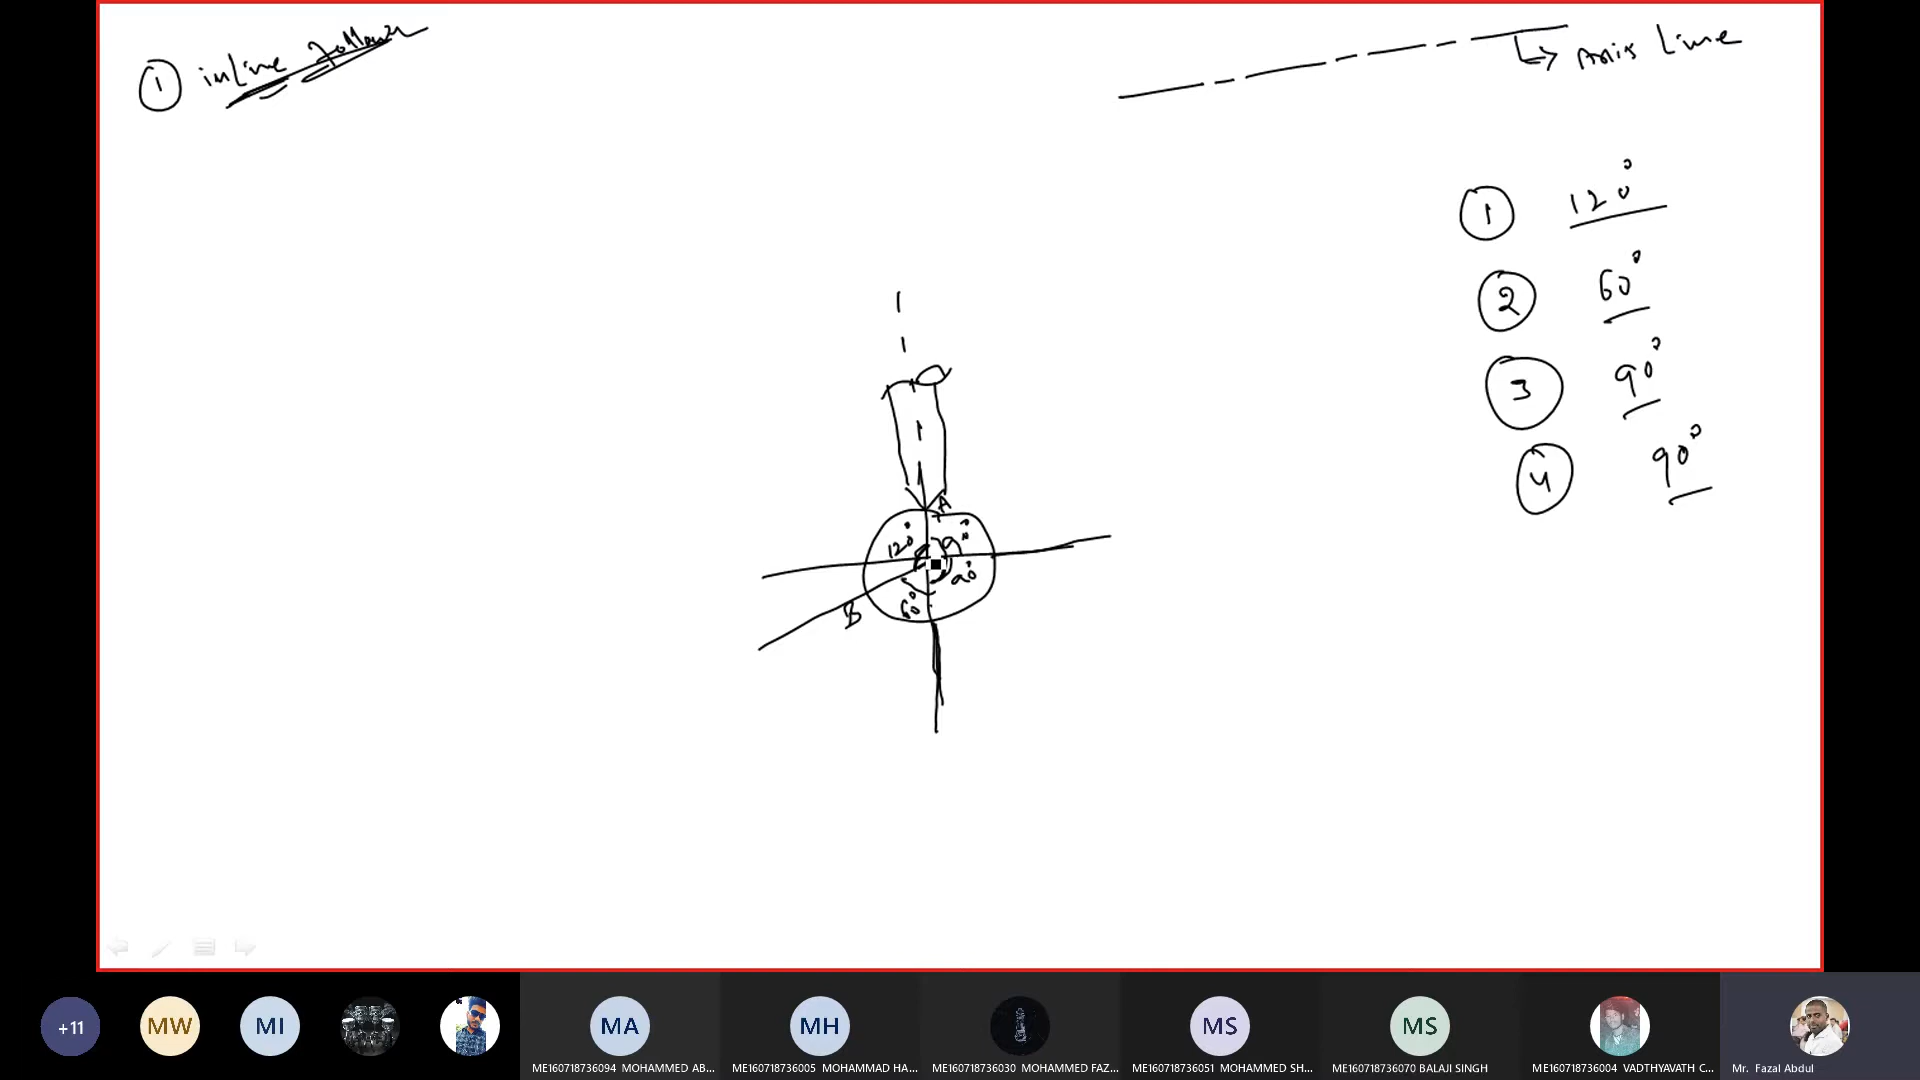 1 inline follower
Axis Line
1 120°
2 60°
3 90°
4 90°
A
120° 90°
90°
B 60°
+11 MW MI MA MH MS MS
ME160718736094 MOHAMMED AB... ME160718736005 MOHAMMAD HA... ME160718736030 MOHAMMED FAZ... ME160718736051 MOHAMMED SH... ME160718736070 BALAJI SINGH ME160718736004 VADTHYAVATH C... Mr. Fazal Abdul